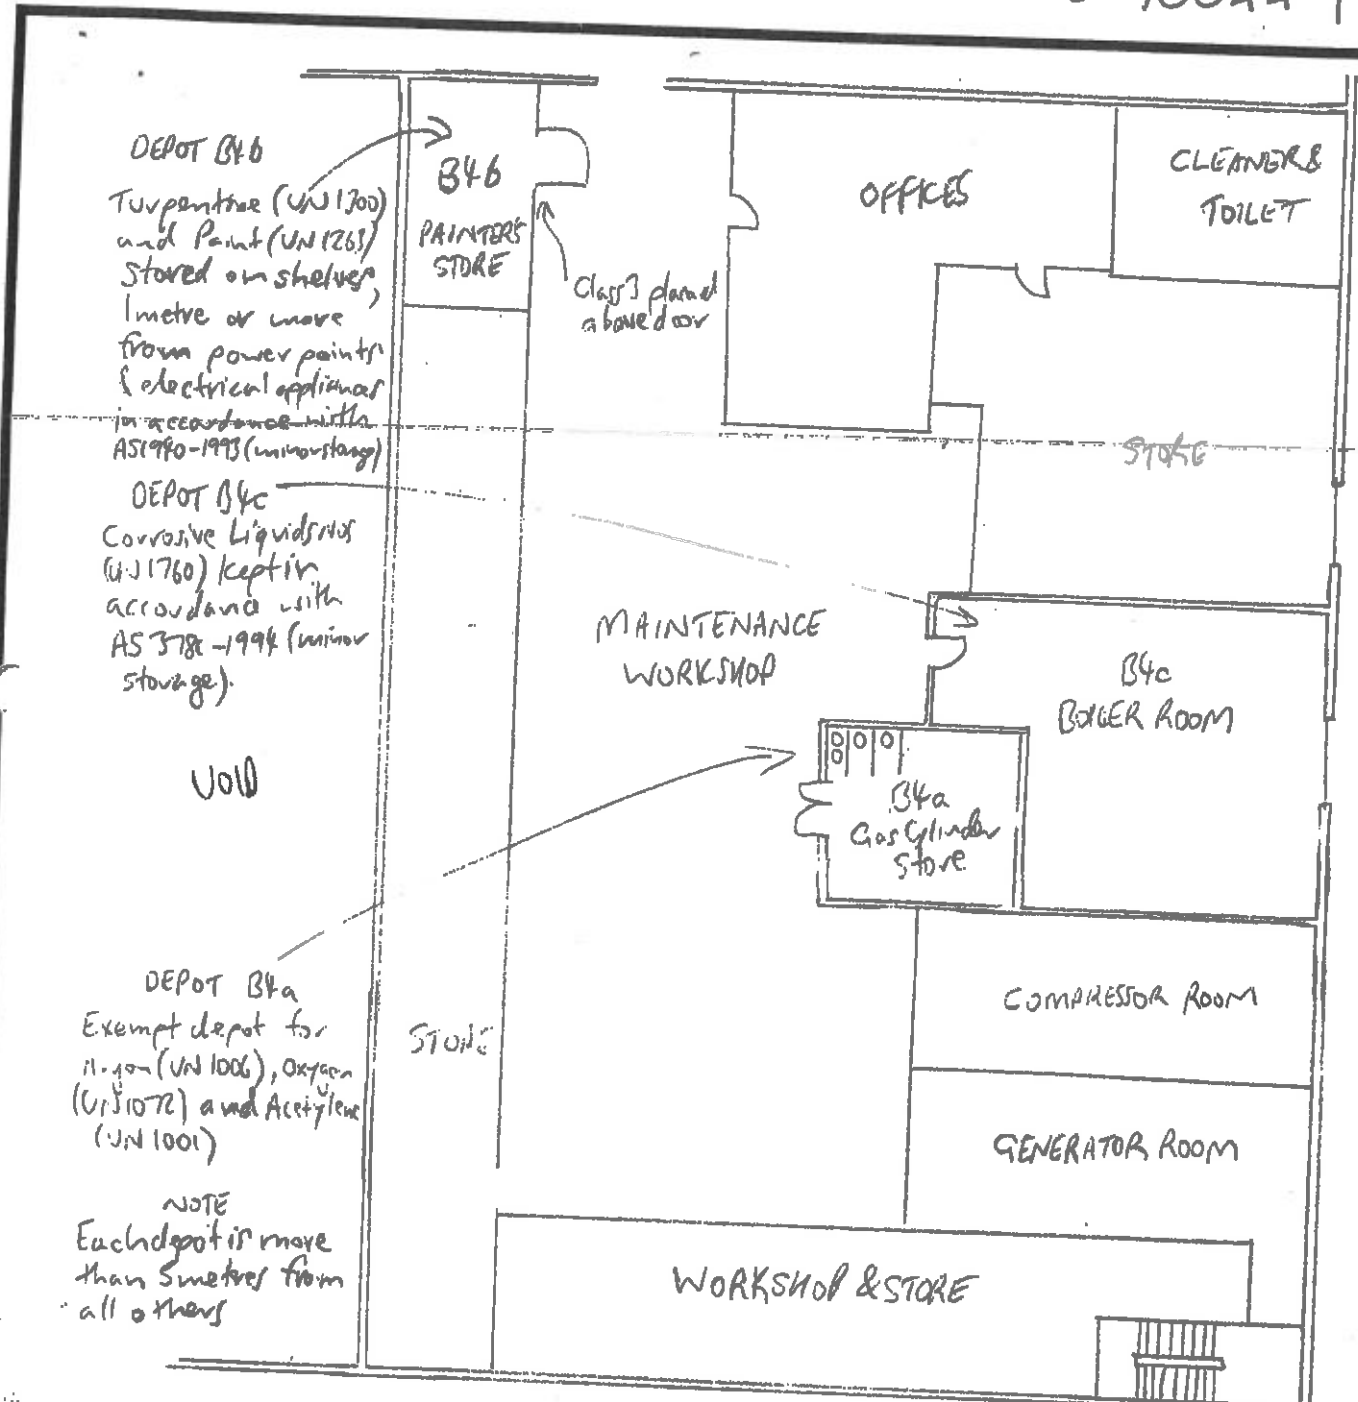 DEPOT B4b
Turpentine (UN 1300)
and Paint (UN 1263)
stored on shelves,
1 metre or more
from power points
& electrical appliances
in accordance with
AS1940-1993 (minor storage)
DEPOT B4c
Corrosive Liquids NOS
(UN 1760) kept in
accordance with
AS 3780-1994 (minor
storage).
VOID
DEPOT B4a
Exempt depot for
Argon (UN 1006), Oxygen
(UN 1072) and Acetylene
(UN 1001)
NOTE
Each depot is more
than 5 metres from
all others
B4b
PAINTER'S
STORE
Class 3 placard
above door
OFFICES
CLEANERS
TOILET
STORE
MAINTENANCE
WORKSHOP
B4c
BOILER ROOM
B4a
Gas Cylinder
Store
COMPRESSOR ROOM
STORE
GENERATOR ROOM
WORKSHOP & STORE